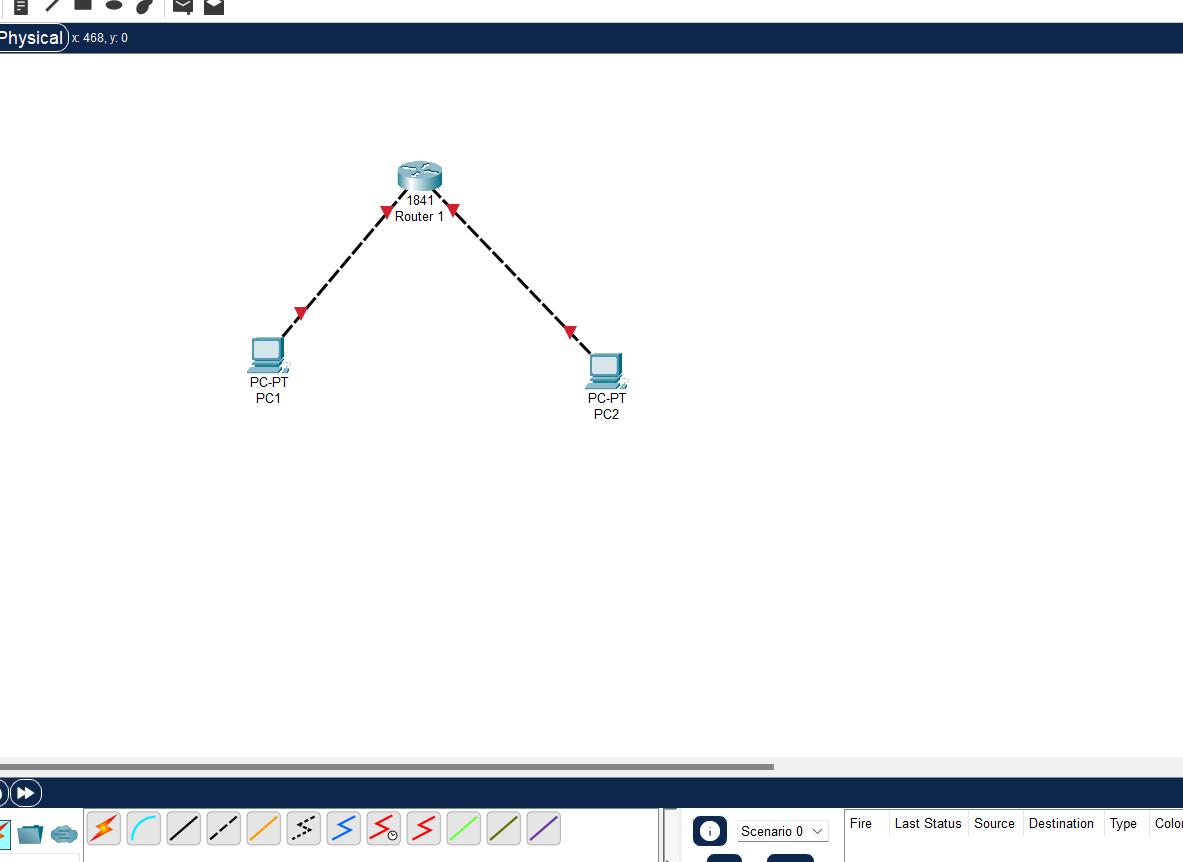 Physical x: 468, y: 0
1841
Router 1
PC-PT
PC1
PC-PT
PC2
Scenario 0
Fire Last Status Source Destination Type